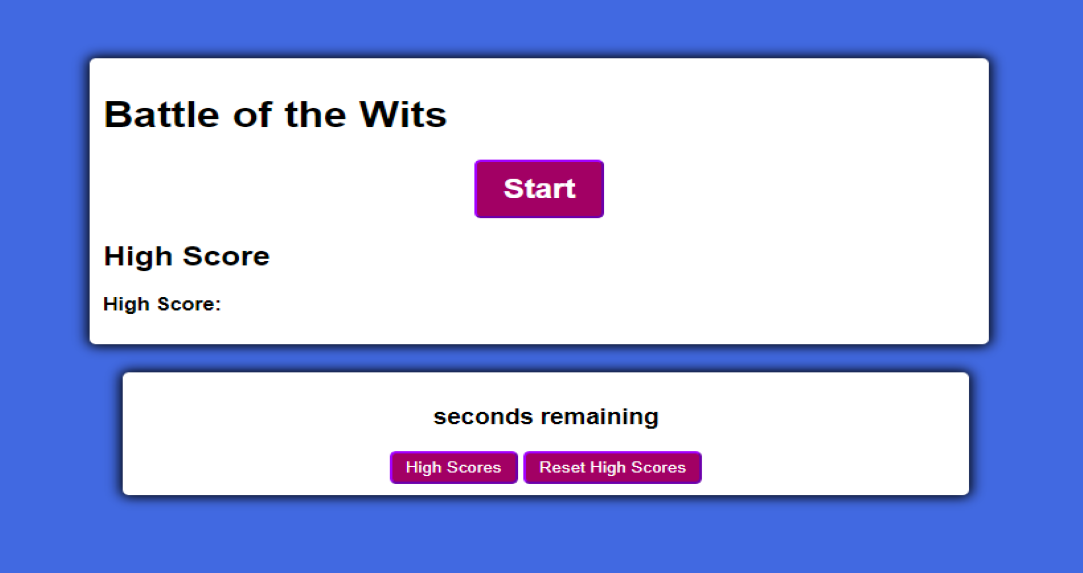 Battle of the Wits
Start
High Score
High Score:
seconds remaining
High Scores Reset High Scores